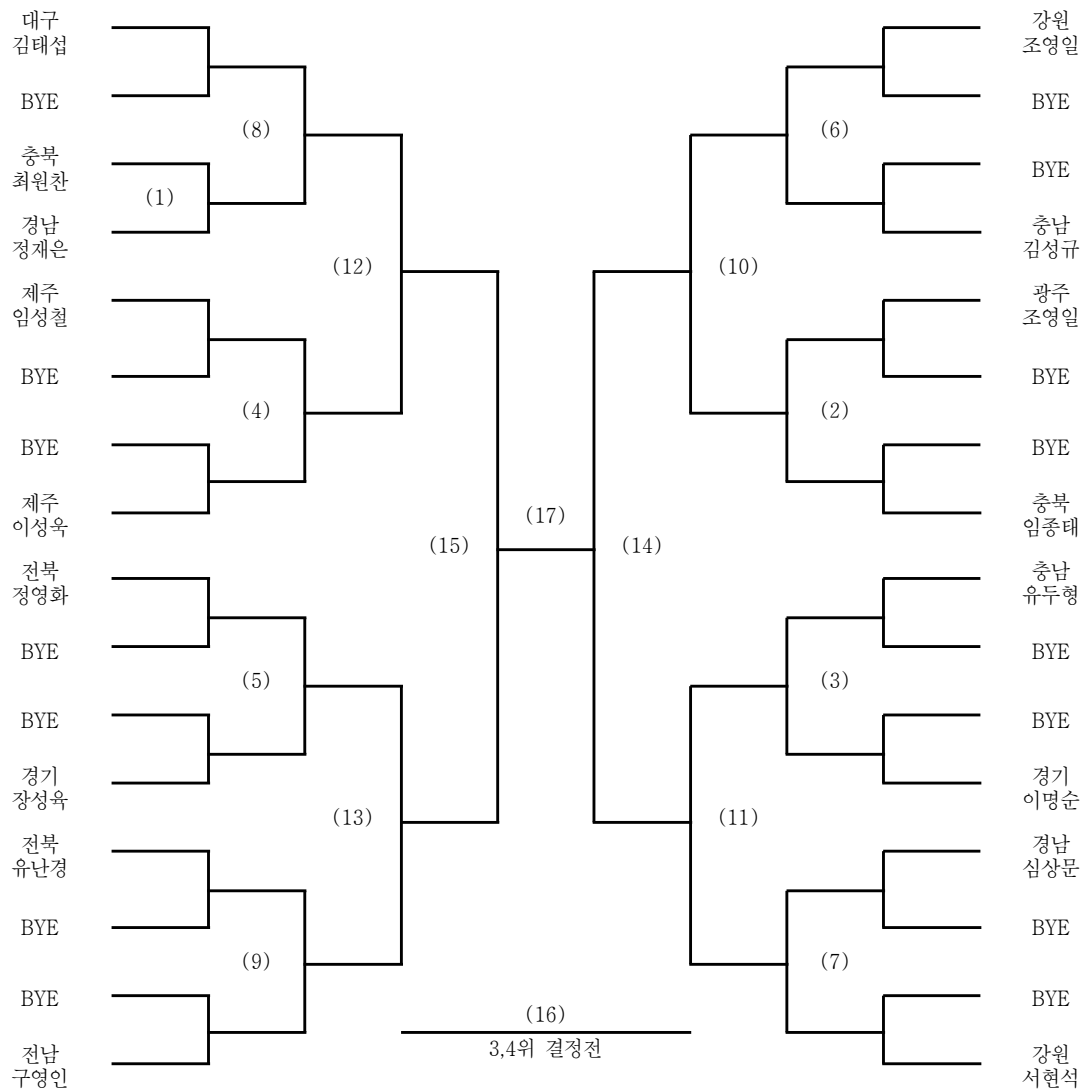 대구
김태섭
BYE
(8)
충북
최원찬
(1)
경남
정재은
(12)
제주
임성철
BYE
(4)
BYE
제주
이성욱
(15)
전북
정영화
BYE
(5)
BYE
경기
장성육
(13)
전북
유난경
BYE
(9)
BYE
전남
구영인
(17)
(16)
3,4위 결정전
강원
조영일
BYE
(6)
BYE
충남
김성규
(10)
광주
조영일
BYE
(2)
BYE
충북
임종태
(14)
충남
유두형
BYE
(3)
BYE
경기
이명순
(11)
경남
심상문
BYE
(7)
BYE
강원
서현석